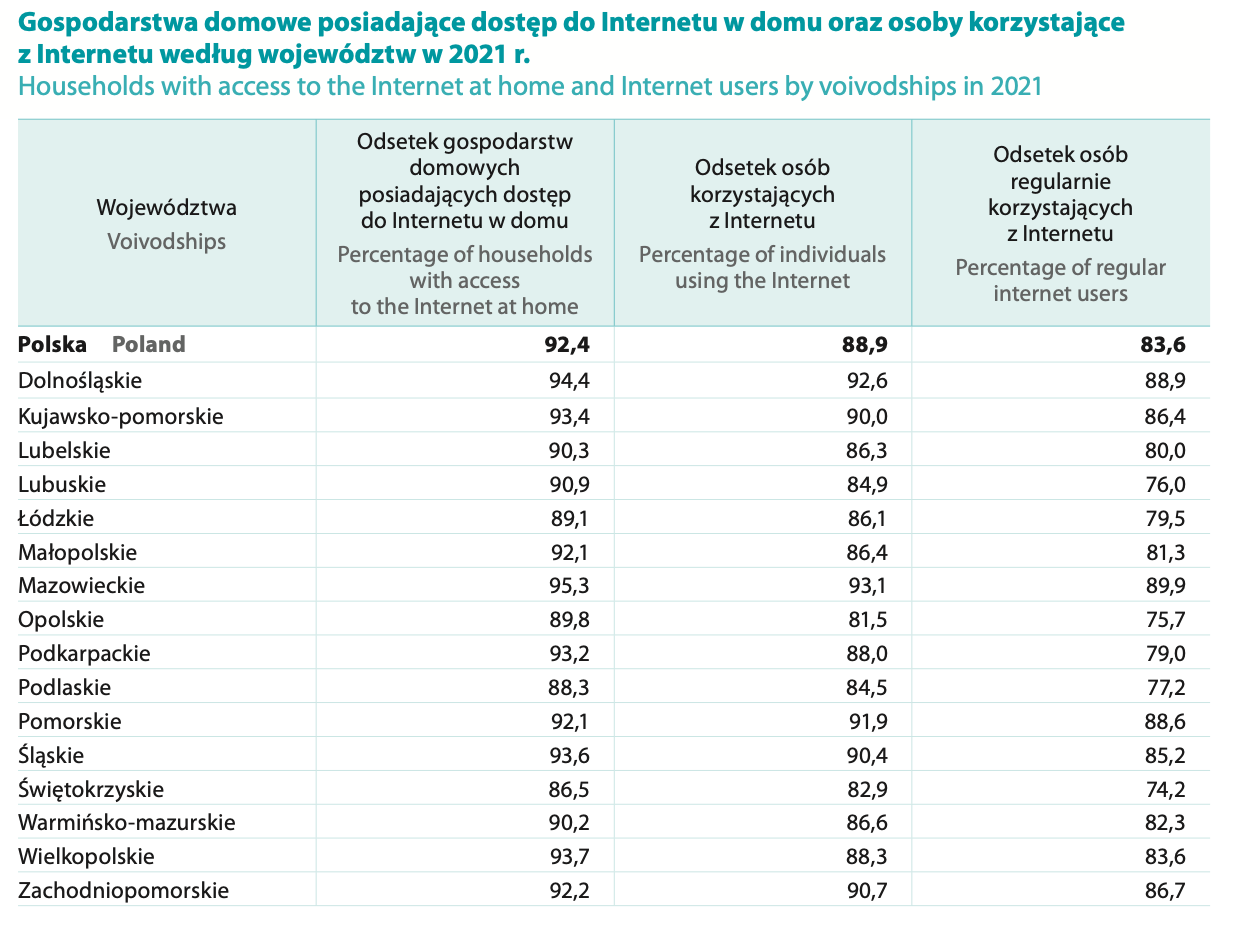 Gospodarstwa domowe posiadające dostęp do Internetu w domu oraz osoby korzystające
z Internetu według województw w 2021 r.
Households with access to the Internet at home and Internet users by voivodships in 2021
Województwa
Voivodships
Odsetek gospodarstw
domowych
posiadających dostęp
do Internetu w domu
Percentage of households
with access
to the Internet at home
Odsetek osób
korzystających
z Internetu
Percentage of individuals
using the Internet
Odsetek osób
regularnie
korzystających
z Internetu
Percentage of regular
internet users
Polska Poland 92,4 88,9 83,6
Dolnośląskie 94,4 92,6 88,9
Kujawsko-pomorskie 93,4 90,0 86,4
Lubelskie 90,3 86,3 80,0
Lubuskie 90,9 84,9 76,0
Łódzkie 89,1 86,1 79,5
Małopolskie 92,1 86,4 81,3
Mazowieckie 95,3 93,1 89,9
Opolskie 89,8 81,5 75,7
Podkarpackie 93,2 88,0 79,0
Podlaskie 88,3 84,5 77,2
Pomorskie 92,1 91,9 88,6
Śląskie 93,6 90,4 85,2
Świętokrzyskie 86,5 82,9 74,2
Warmińsko-mazurskie 90,2 86,6 82,3
Wielkopolskie 93,7 88,3 83,6
Zachodniopomorskie 92,2 90,7 86,7